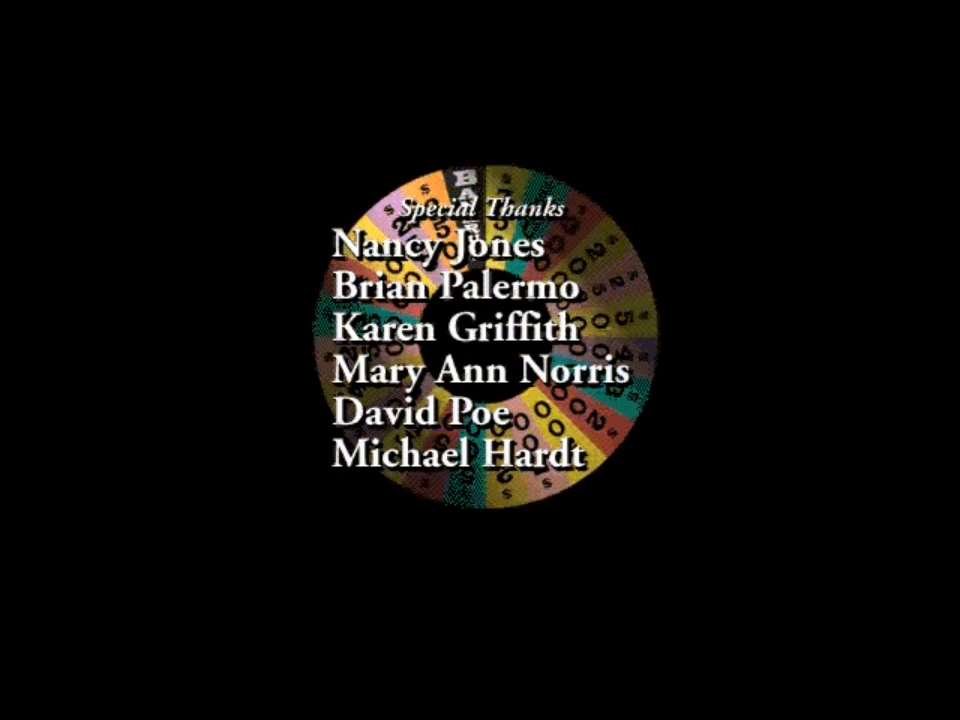 Special Thanks
Nancy Jones
Brian Palermo
Karen Griffith
Mary Ann Norris
David Poe
Michael Hardt